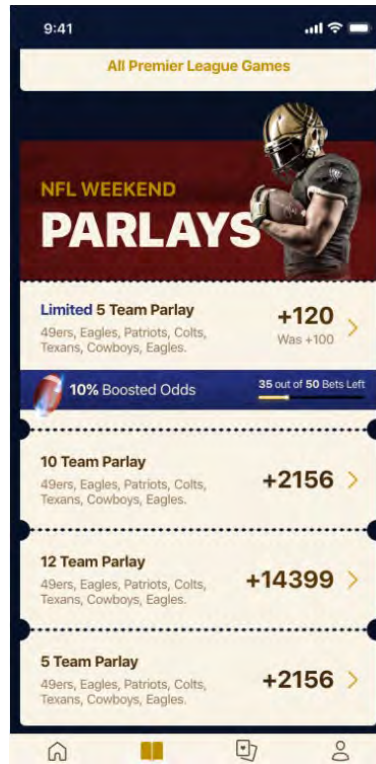 9:41
All Premier League Games
NFL WEEKEND
PARLAYS
Limited 5 Team Parlay
49ers, Eagles, Patriots, Colts,
Texans, Cowboys, Eagles.
+120
Was +100
10% Boosted Odds
35 out of 50 Bets Left
10 Team Parlay
49ers, Eagles, Patriots, Colts,
Texans, Cowboys, Eagles.
+2156
12 Team Parlay
49ers, Eagles, Patriots, Colts,
Texans, Cowboys, Eagles.
+14399
5 Team Parlay
49ers, Eagles, Patriots, Colts,
Texans, Cowboys, Eagles.
+2156